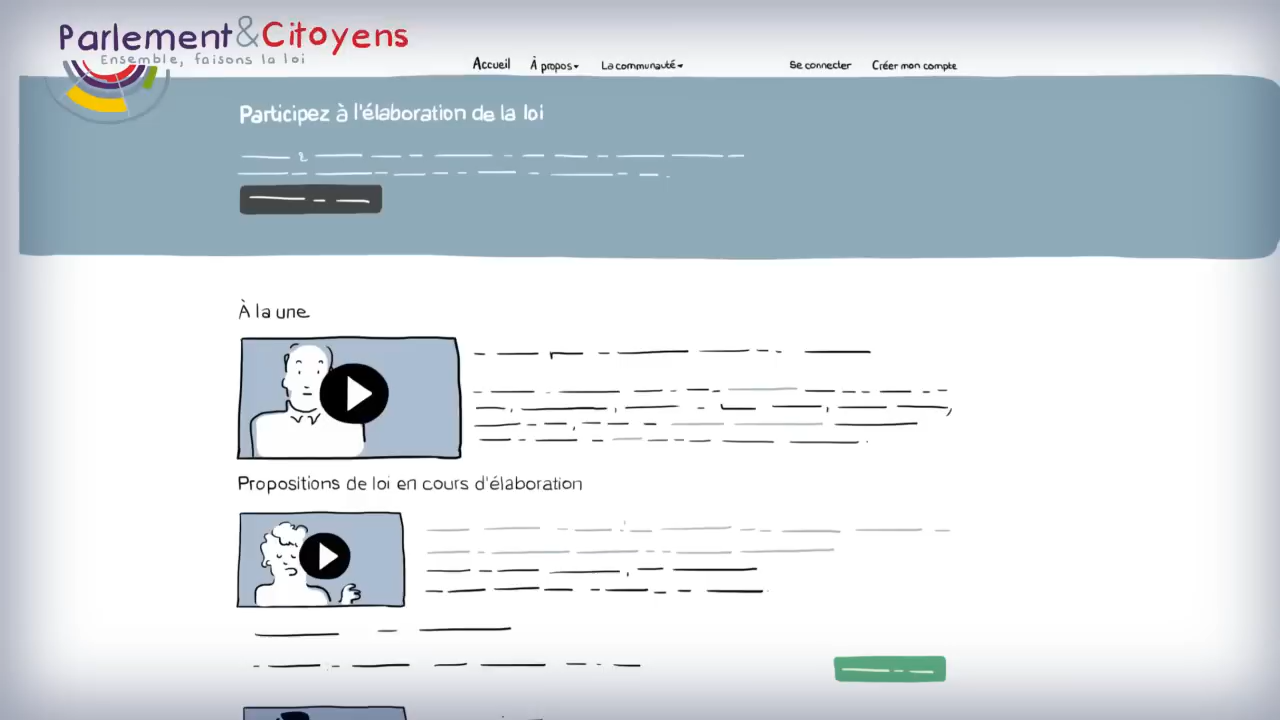 Parlement&Citoyens
Ensemble, faisons la loi
Accueil À propos La communauté Se connecter Créer mon compte
Participez à l'élaboration de la loi
À la une
Propositions de loi en cours d'élaboration